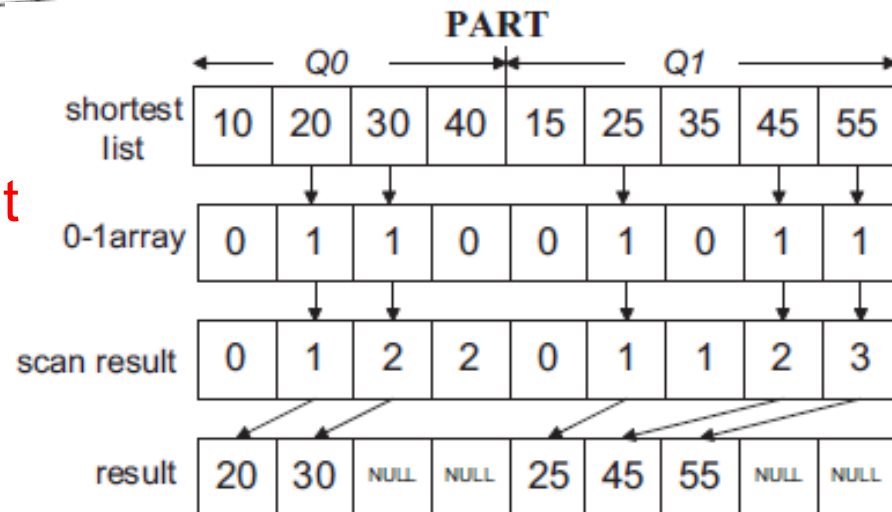 PART
Q0 Q1
shortest list 10 20 30 40 15 25 35 45 55
t
0-1array 0 1 1 0 0 1 0 1 1
scan result 0 1 2 2 0 1 1 2 3
result 20 30 NULL NULL 25 45 55 NULL NULL